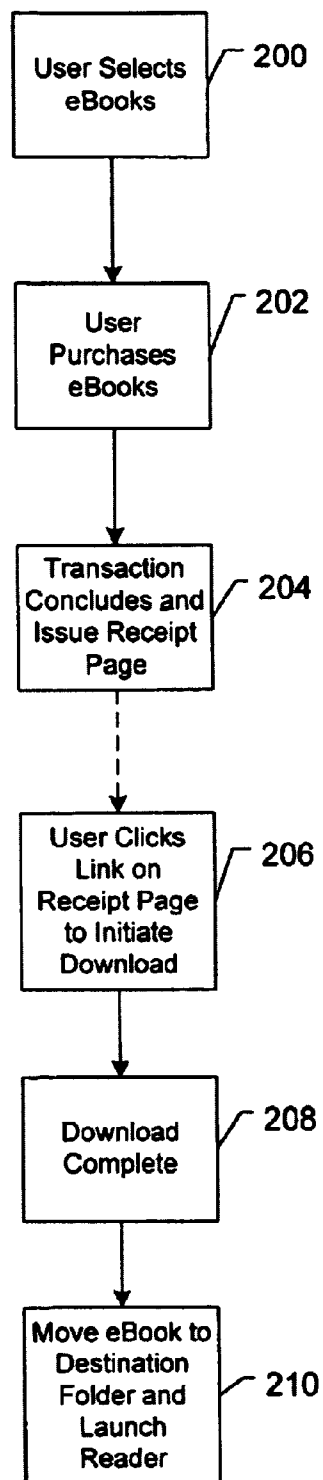 User Selects
eBooks
200
User
Purchases
eBooks
202
Transaction
Concludes and
Issue Receipt
Page
204
User Clicks
Link on
Receipt Page
to Initiate
Download
206
Download
Complete
208
Move eBook to
Destination
Folder and
Launch
Reader
210